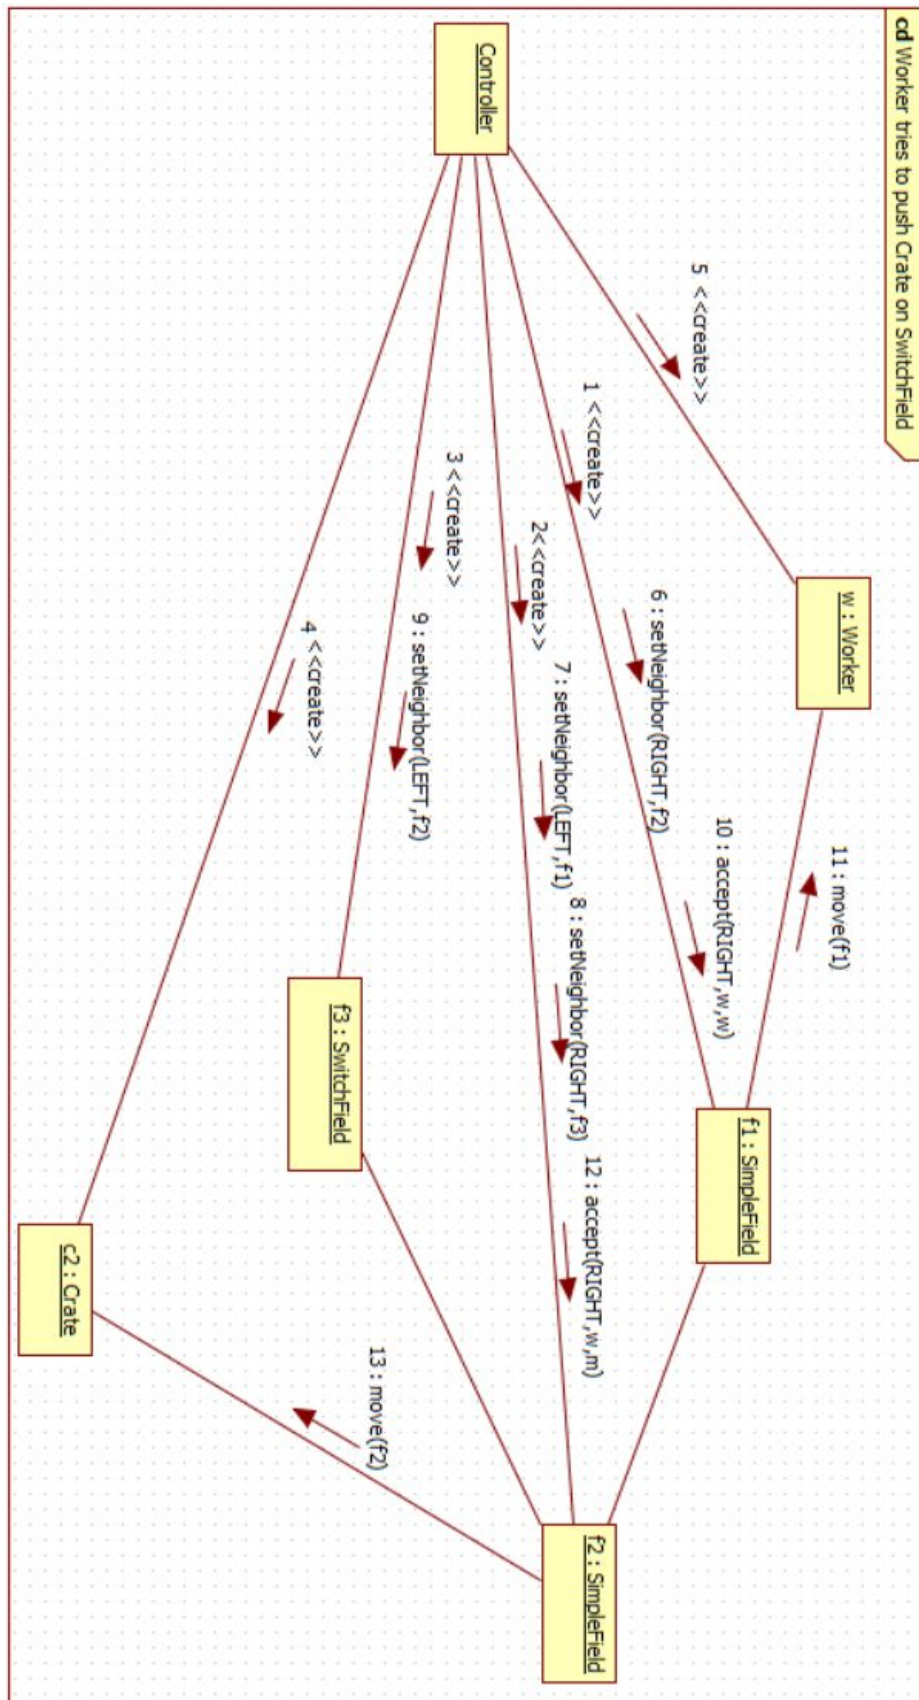 cd Worker tries to push Crate on SwitchField
Controller
w : Worker
5 <<create>>
1 <<create>>
6 : setNeighbor(RIGHT,f2)
10 : accept(RIGHT,w,w)
11 : move(f1)
f1 : SimpleField
2<<create>>
7 : setNeighbor(LEFT,f1)
8 : setNeighbor(RIGHT,f3)
12 : accept(RIGHT,w,m)
3 <<create>>
9 : setNeighbor(LEFT,f2)
f3 : SwitchField
f2 : SimpleField
4 <<create>>
13 : move(f2)
c2 : Crate